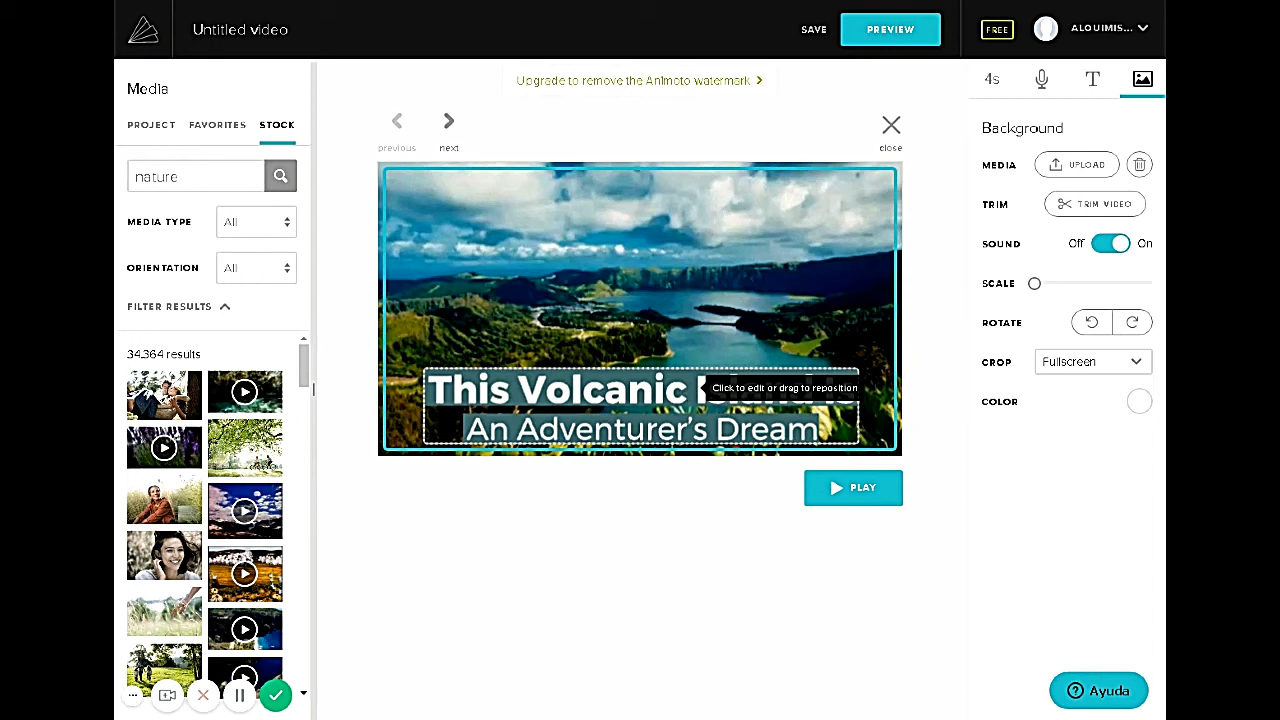 Untitled video
SAVE
PREVIEW
FREE
ALQUIMIS...
Media
PROJECT FAVORITES STOCK
nature
MEDIA TYPE All
ORIENTATION All
FILTER RESULTS
34,364 results
Upgrade to remove the Animoto watermark
previous next close
This Volcanic
Click to edit or drag to reposition
An Adventurer's Dream
PLAY
4s
T
Background
MEDIA UPLOAD
TRIM TRIM VIDEO
SOUND Off On
SCALE
ROTATE
CROP Fullscreen
COLOR
Ayuda